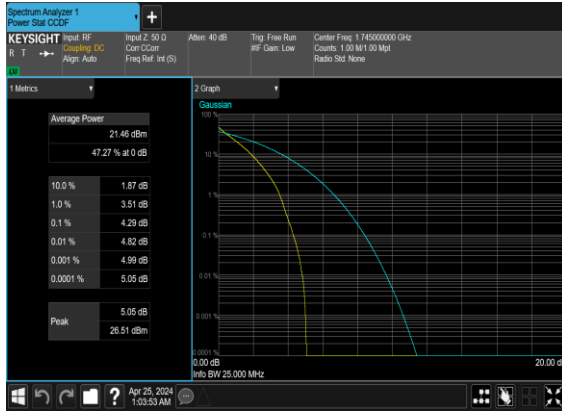 Spectrum Analyzer 1
Power Stat CCDF
+
KEYSIGHT Input: RF Input Z: 50 Ω Atten: 40 dB Trig: Free Run Center Freq: 1.745000000 GHz
R T Coupling: DC Corr CCorr #IF Gain: Low Counts: 1.00 M/1.00 Mpt
Align: Auto Freq Ref: Int (S) Radio Std: None
LU
1 Metrics
Average Power
21.46 dBm
47.27 % at 0 dB
10.0 % 1.87 dB
1.0 % 3.51 dB
0.1 % 4.29 dB
0.01 % 4.82 dB
0.001 % 4.99 dB
0.0001 % 5.05 dB
Peak 5.05 dB
26.51 dBm
2 Graph
Gaussian
100 %
10 %
1 %
0.1 %
0.01 %
0.001 %
0.0001 %
0.00 dB 20.00 d
Info BW 25.000 MHz
? Apr 25, 2024
1:03:53 AM